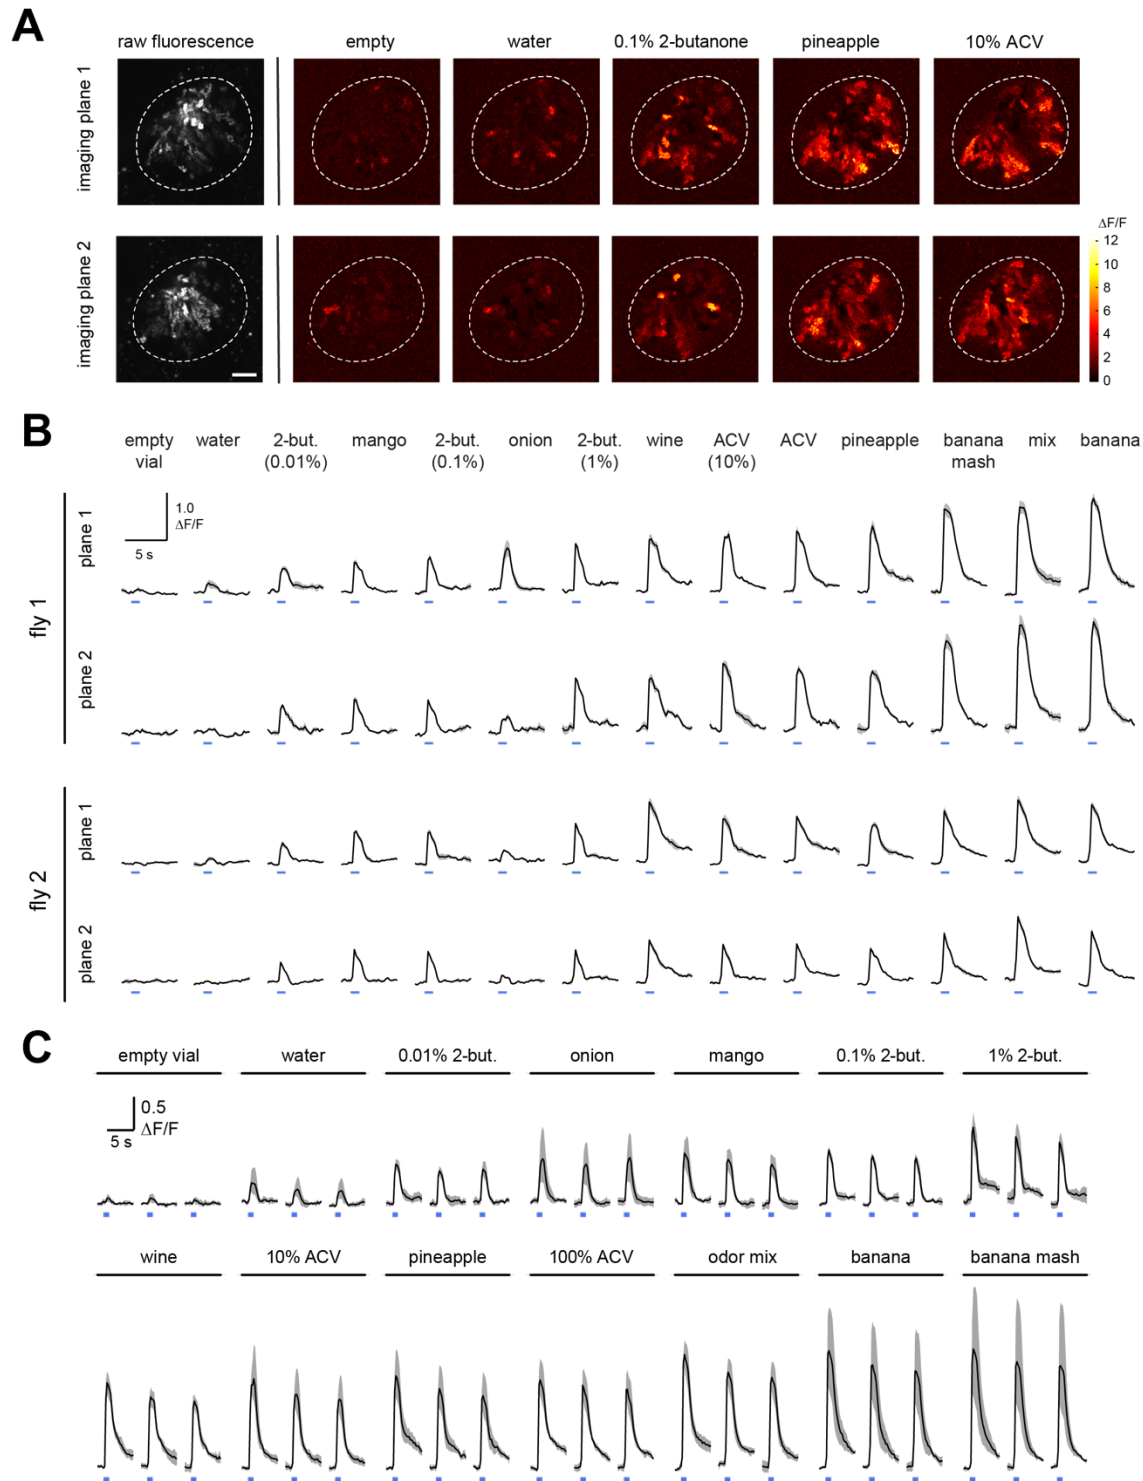 A
raw fluorescence empty water 0.1% 2-butanone pineapple 10% ACV
imaging plane 1
imaging plane 2
ΔF/F
12
10
8
6
4
2
0
B
empty vial water 2-but. (0.01%) mango 2-but. (0.1%) onion 2-but. (1%) wine ACV (10%) ACV pineapple banana mash mix banana
1.0
ΔF/F
5 s
fly 1
plane 1
plane 2
fly 2
plane 1
plane 2
C
empty vial water 0.01% 2-but. onion mango 0.1% 2-but. 1% 2-but.
0.5
ΔF/F
5 s
wine 10% ACV pineapple 100% ACV odor mix banana banana mash